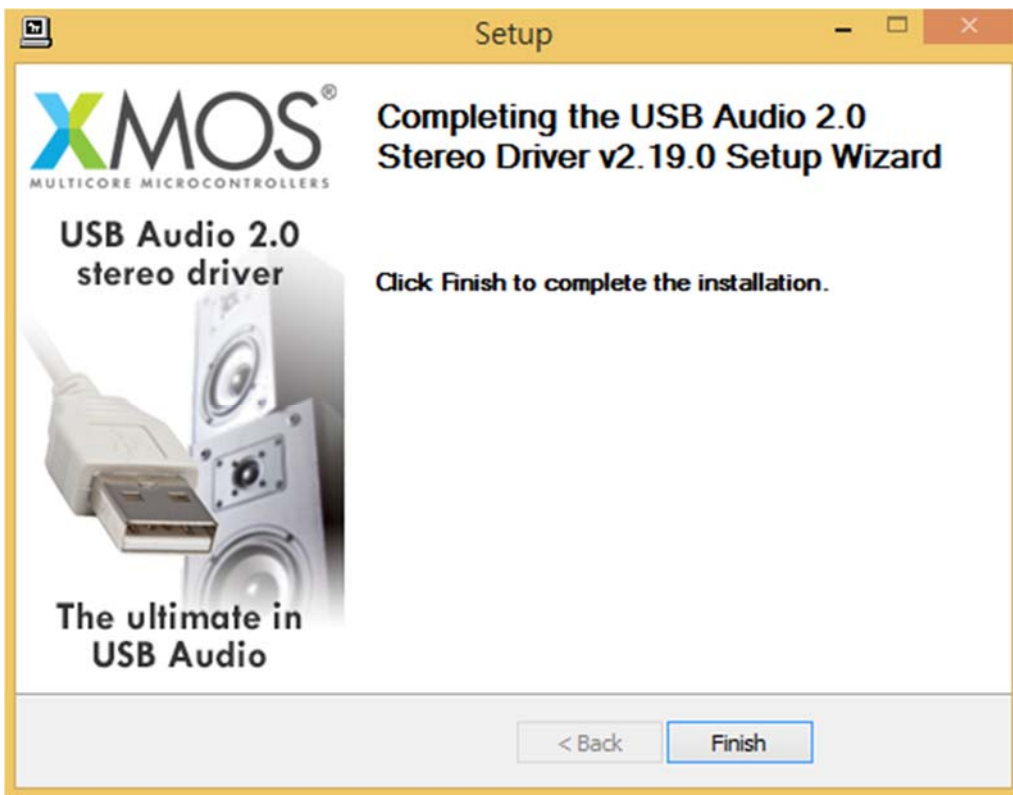 Setup
XMOS®
MULTICORE MICROCONTROLLERS
USB Audio 2.0
stereo driver
The ultimate in
USB Audio
Completing the USB Audio 2.0
Stereo Driver v2.19.0 Setup Wizard
Click Finish to complete the installation.
< Back
Finish